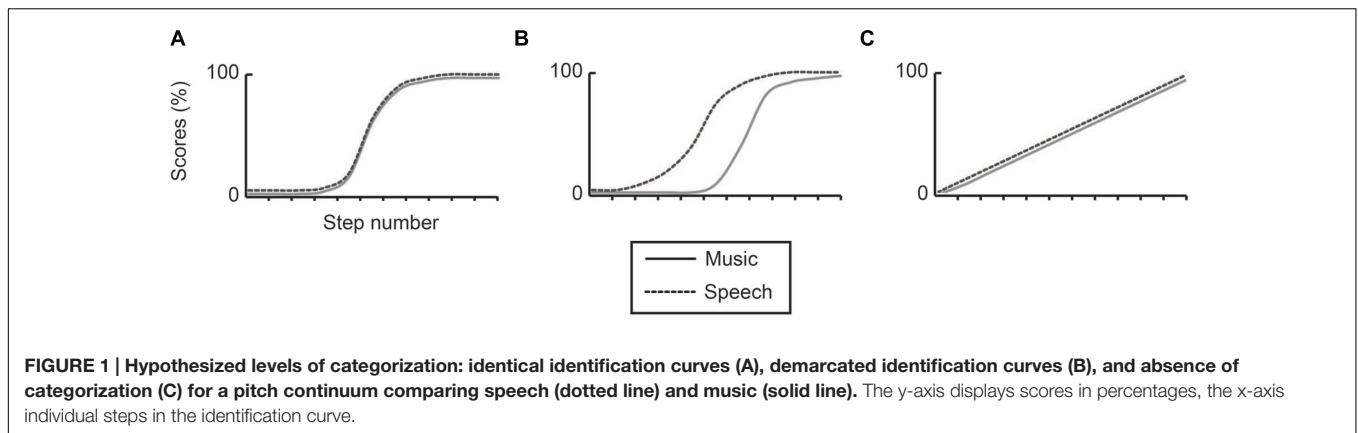 A
B
C
100
100
100
Scores (%)
0
0
0
Step number
Music
Speech
FIGURE 1 | Hypothesized levels of categorization: identical identification curves (A), demarcated identification curves (B), and absence of
categorization (C) for a pitch continuum comparing speech (dotted line) and music (solid line). The y-axis displays scores in percentages, the x-axis
individual steps in the identification curve.